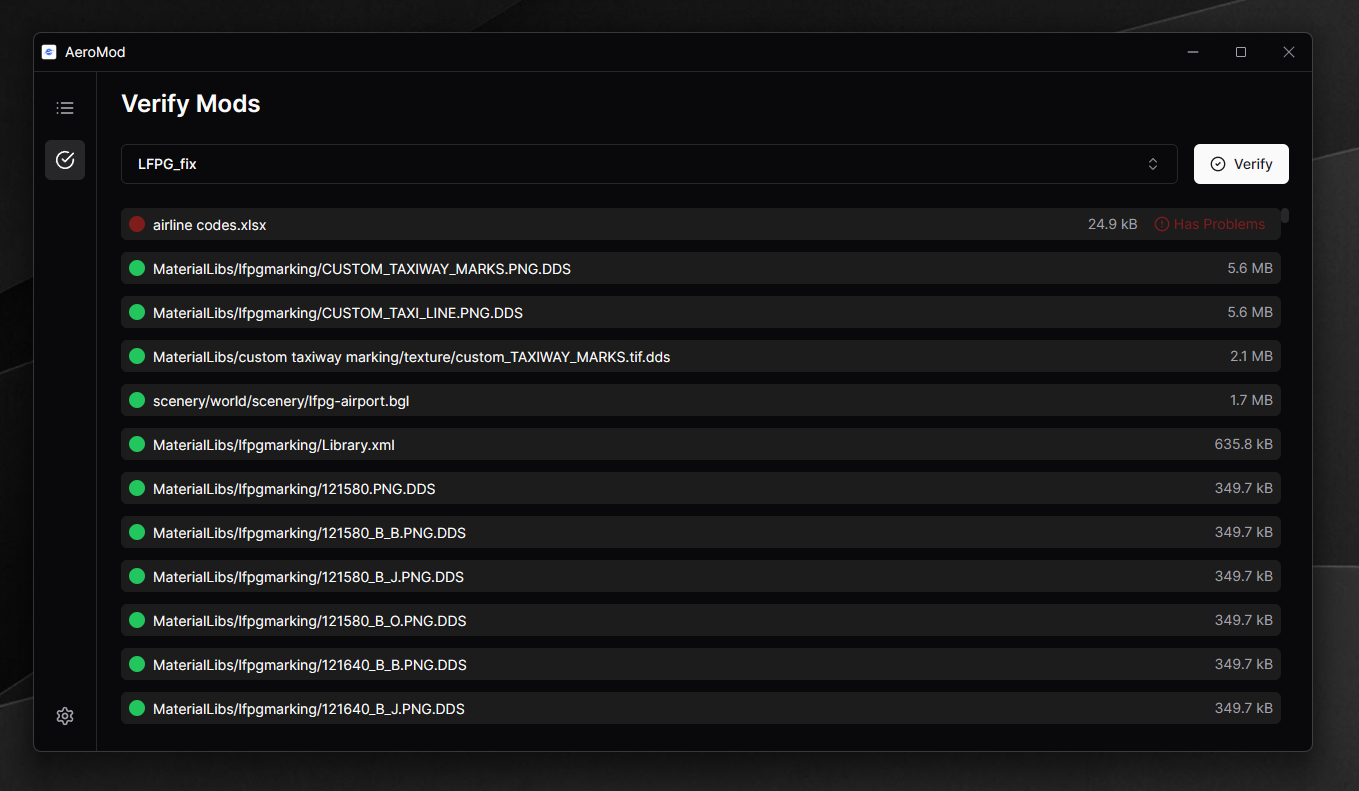 AeroMod
Verify Mods
LFPG_fix
Verify
airline codes.xlsx 24.9 kB Has Problems
MaterialLibs/lfpgmarking/CUSTOM_TAXIWAY_MARKS.PNG.DDS 5.6 MB
MaterialLibs/lfpgmarking/CUSTOM_TAXI_LINE.PNG.DDS 5.6 MB
MaterialLibs/custom taxiway marking/texture/custom_TAXIWAY_MARKS.tif.dds 2.1 MB
scenery/world/scenery/lfpg-airport.bgl 1.7 MB
MaterialLibs/lfpgmarking/Library.xml 635.8 kB
MaterialLibs/lfpgmarking/121580.PNG.DDS 349.7 kB
MaterialLibs/lfpgmarking/121580_B_B.PNG.DDS 349.7 kB
MaterialLibs/lfpgmarking/121580_B_J.PNG.DDS 349.7 kB
MaterialLibs/lfpgmarking/121580_B_O.PNG.DDS 349.7 kB
MaterialLibs/lfpgmarking/121640_B_B.PNG.DDS 349.7 kB
MaterialLibs/lfpgmarking/121640_B_J.PNG.DDS 349.7 kB